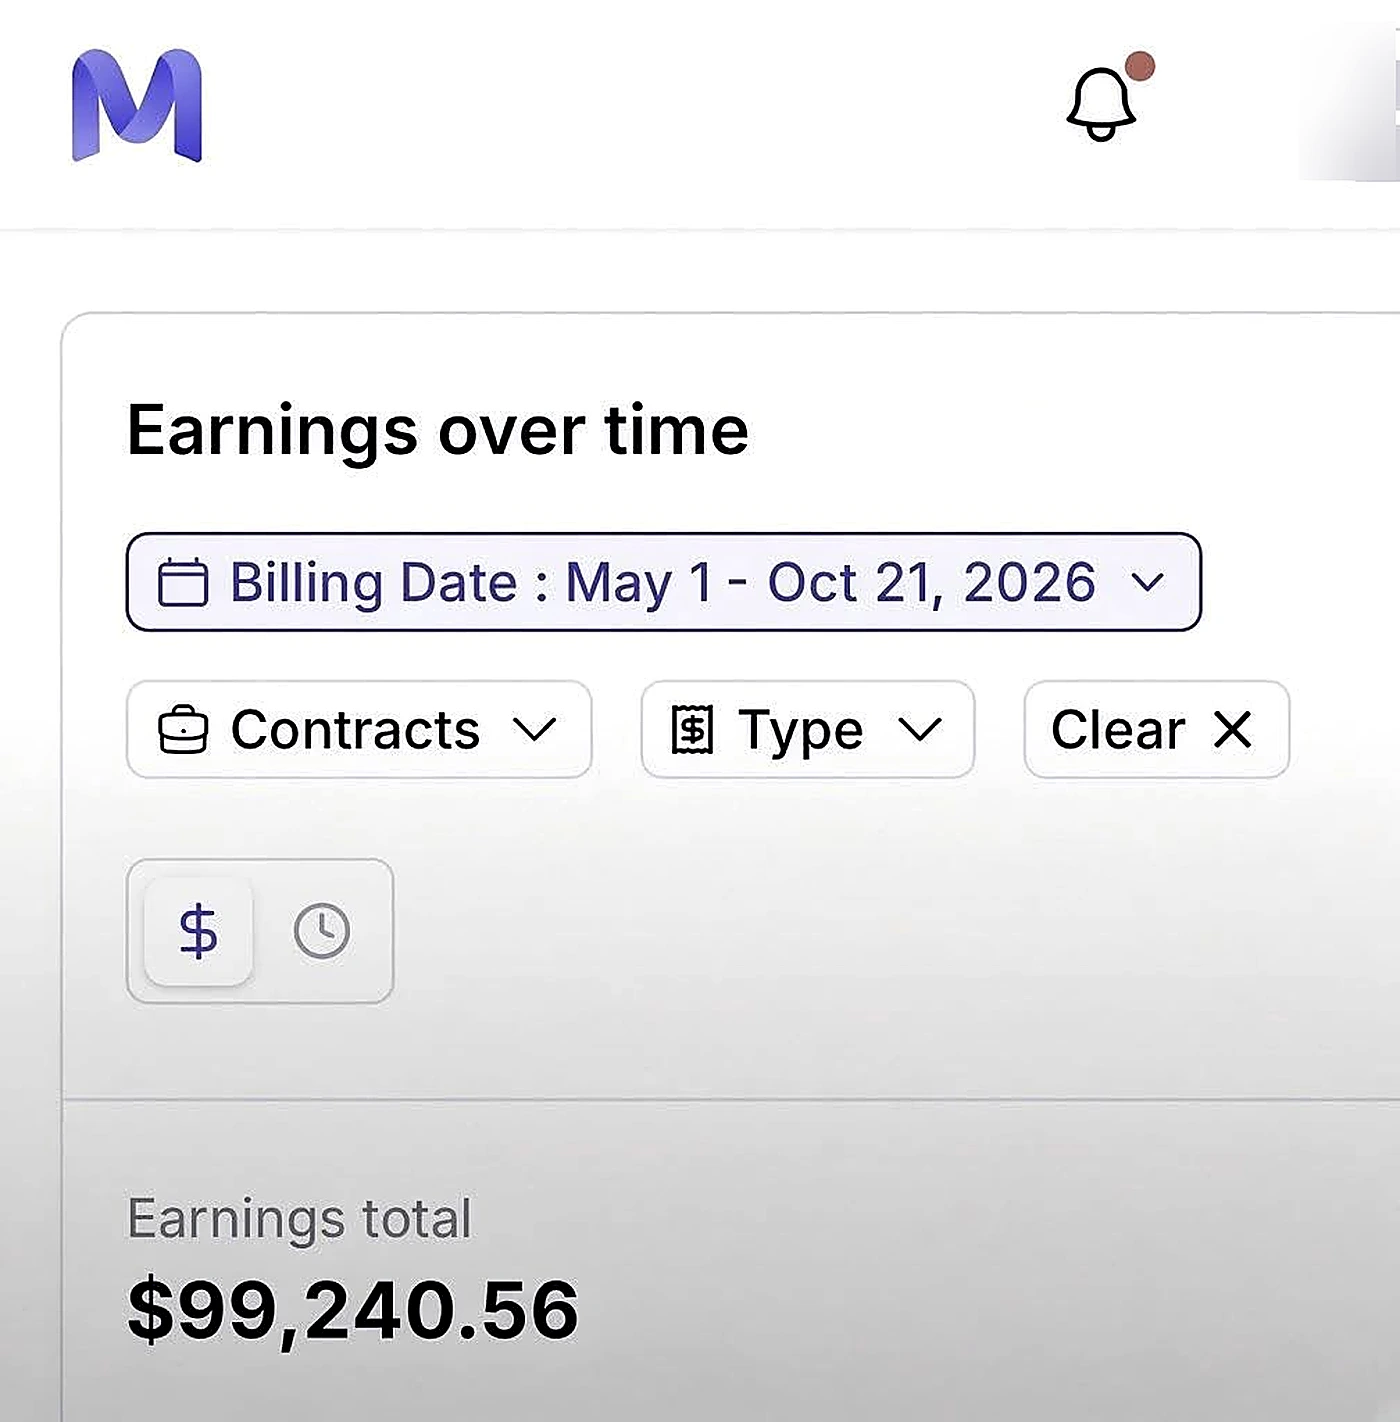 M
Earnings over time
Billing Date : May 1 - Oct 21, 2026
Contracts
Type
Clear
$
Earnings total
$99,240.56